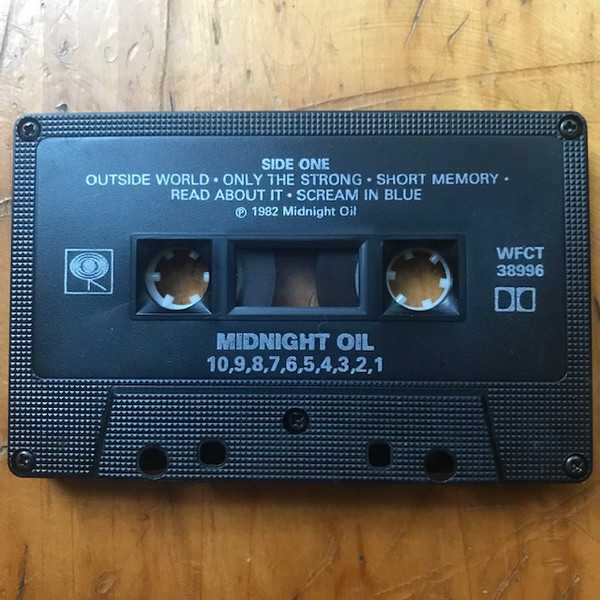 SIDE ONE
OUTSIDE WORLD • ONLY THE STRONG • SHORT MEMORY •
READ ABOUT IT • SCREAM IN BLUE
℗ 1982 Midnight Oil
WFCT
38996
MIDNIGHT OIL
10,9,8,7,6,5,4,3,2,1